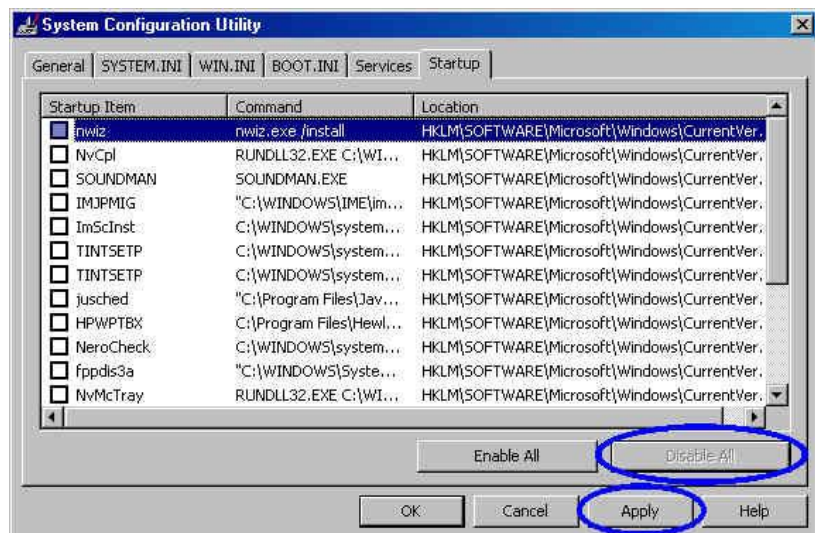 System Configuration Utility
General SYSTEM.INI WIN.INI BOOT.INI Services Startup
Startup Item Command Location
nwiz nwiz.exe /install HKLM\SOFTWARE\Microsoft\Windows\CurrentVer.
NvCpl RUNDLL32.EXE C:\WI... HKLM\SOFTWARE\Microsoft\Windows\CurrentVer.
SOUNDMAN SOUNDMAN.EXE HKLM\SOFTWARE\Microsoft\Windows\CurrentVer.
IMJPMIG "C:\WINDOWS\IME\im... HKLM\SOFTWARE\Microsoft\Windows\CurrentVer.
ImScInst C:\WINDOWS\system... HKLM\SOFTWARE\Microsoft\Windows\CurrentVer.
TINTSETP C:\WINDOWS\system... HKLM\SOFTWARE\Microsoft\Windows\CurrentVer.
TINTSETP C:\WINDOWS\system... HKLM\SOFTWARE\Microsoft\Windows\CurrentVer.
jusched "C:\Program Files\Jav... HKLM\SOFTWARE\Microsoft\Windows\CurrentVer.
HPWPTBX C:\Program Files\Hewl... HKLM\SOFTWARE\Microsoft\Windows\CurrentVer.
NeroCheck C:\WINDOWS\system... HKLM\SOFTWARE\Microsoft\Windows\CurrentVer.
fppdis3a "C:\WINDOWS\Syste... HKLM\SOFTWARE\Microsoft\Windows\CurrentVer.
NvMcTray RUNDLL32.EXE C:\WI... HKLM\SOFTWARE\Microsoft\Windows\CurrentVer.
Enable All Disable All
OK Cancel Apply Help